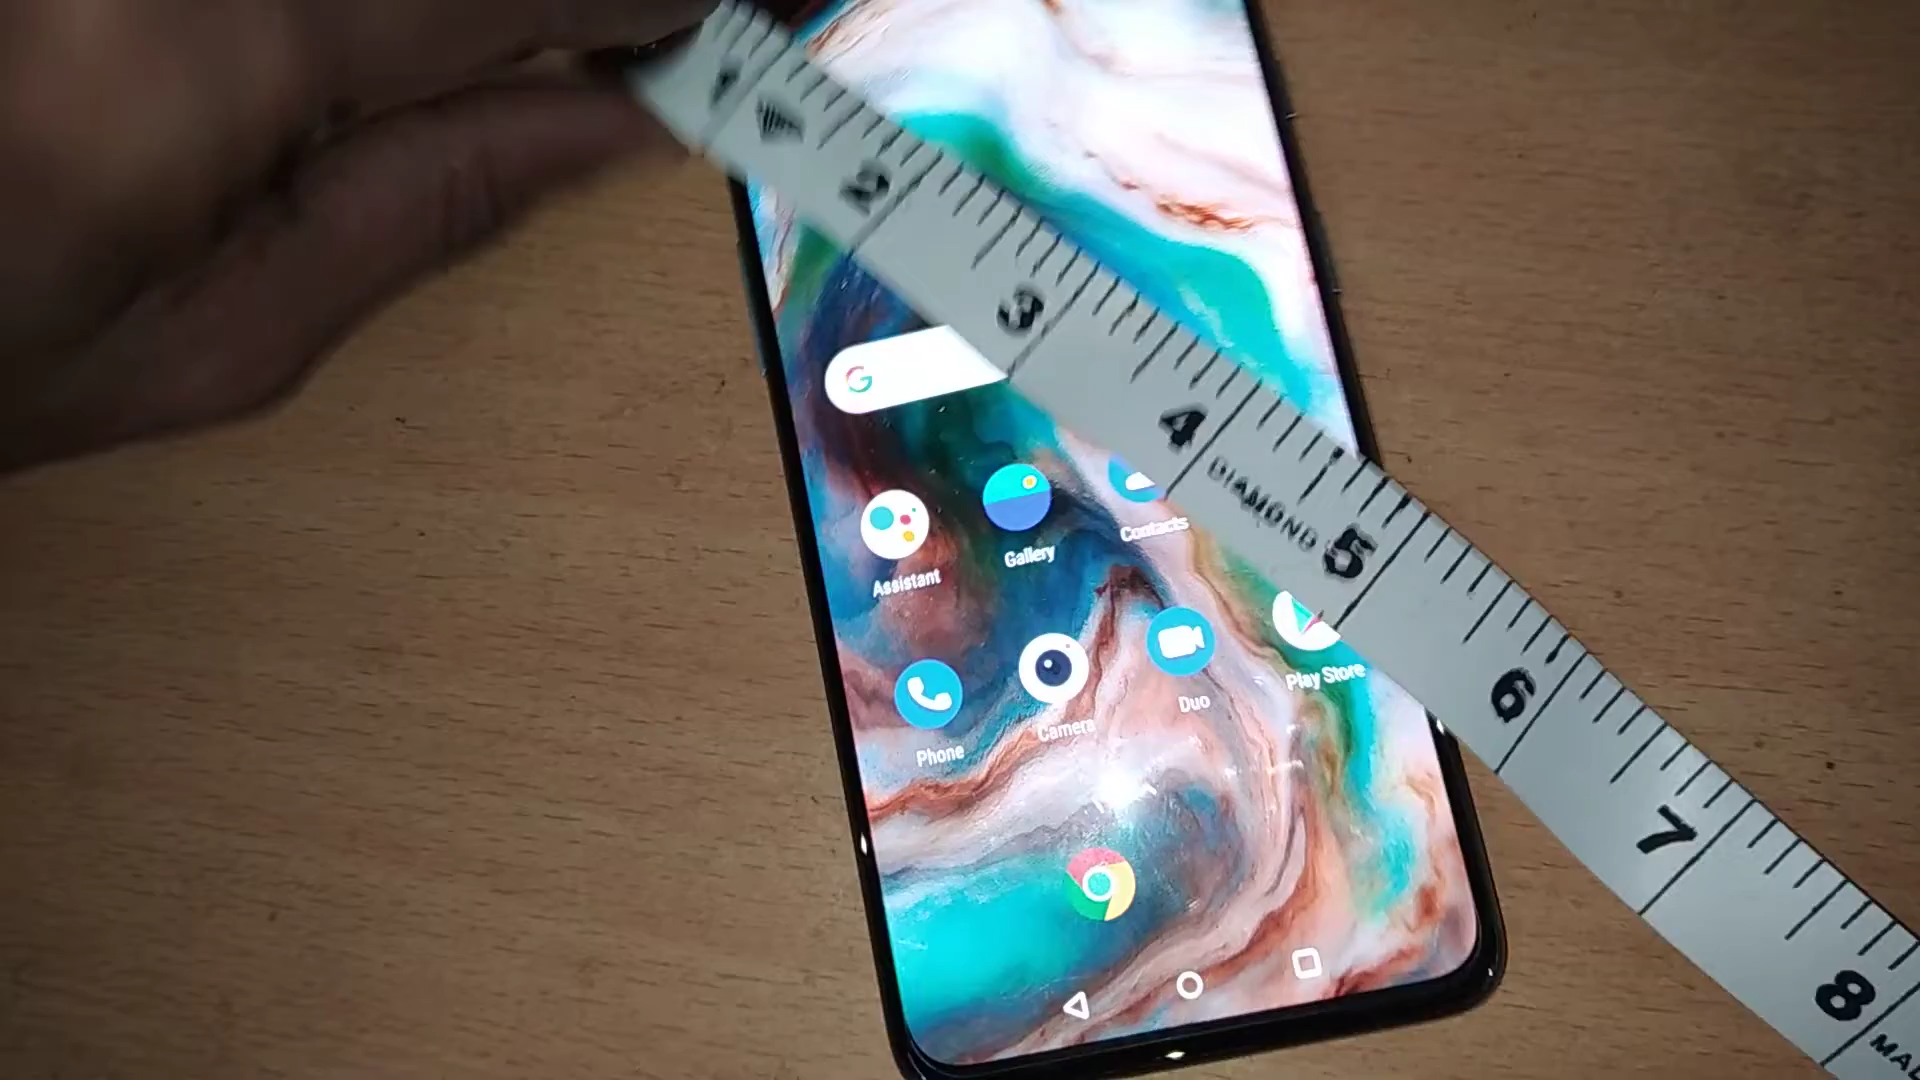 1
2
3
4
DIAMOND
5
6
7
8
G
Assistant
Gallery
Contacts
Phone
Camera
Duo
Play Store